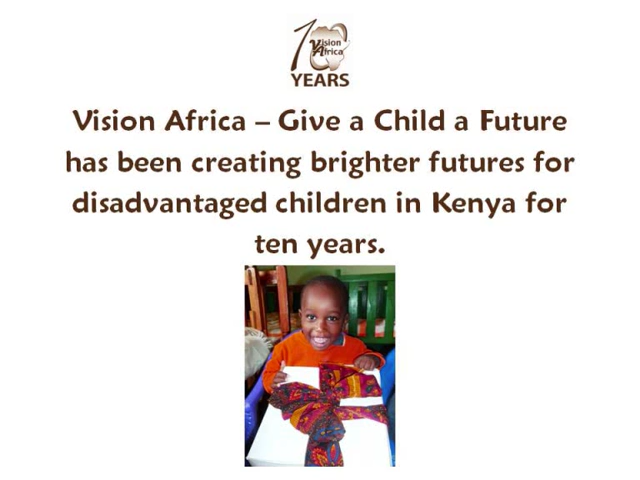 10
Vision
Africa
YEARS
Vision Africa – Give a Child a Future
has been creating brighter futures for
disadvantaged children in Kenya for
ten years.